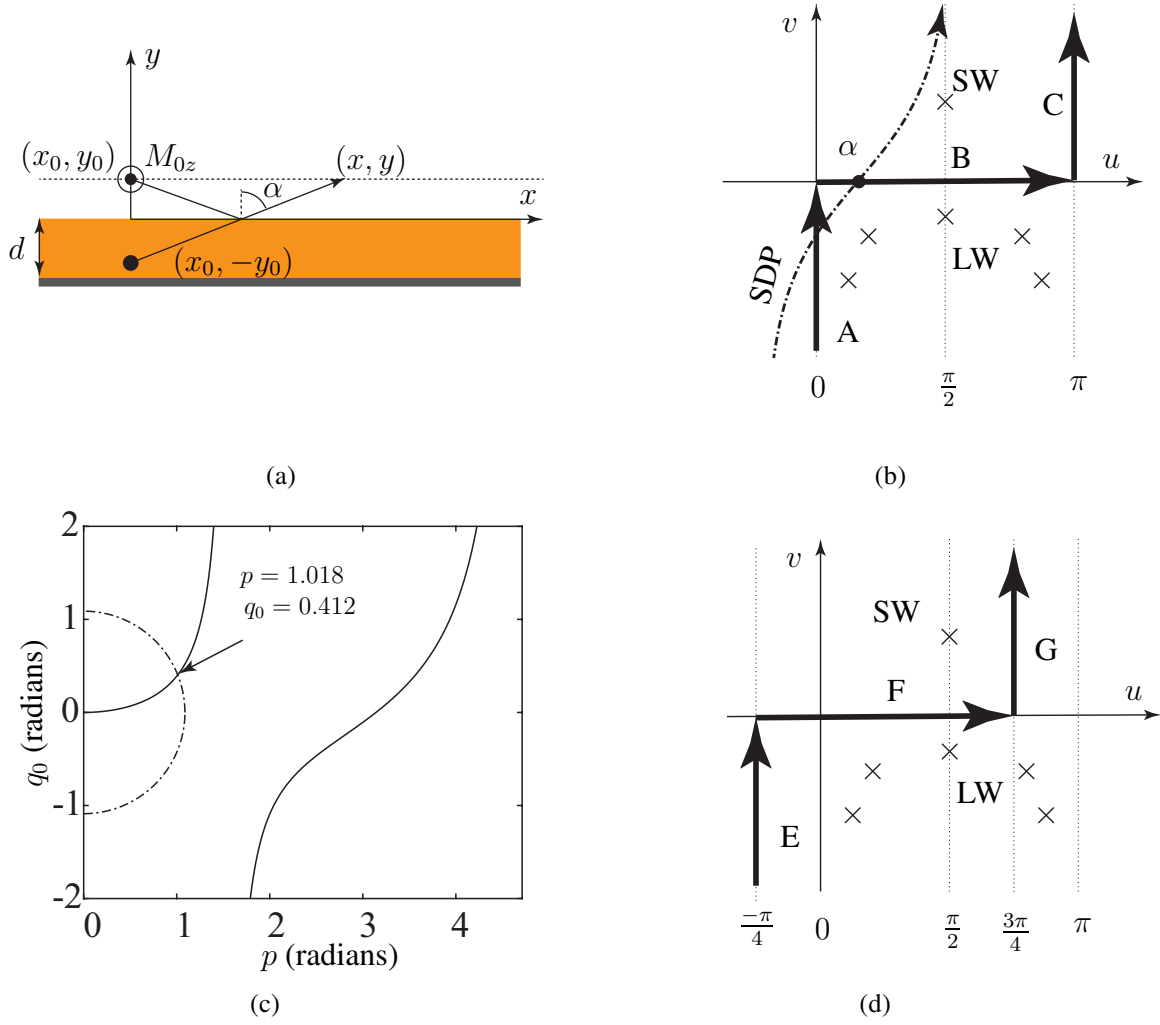 y
(x₀, y₀) M₀z (x, y)
α
x
d
(x₀, −y₀)
(a)
v
SW
C
α
B
u
SDP
LW
A
0 π/2 π
(b)
2
1
0
-1
-2
q₀ (radians)
p = 1.018
q₀ = 0.412
0 1 2 3 4
p (radians)
(c)
v
SW
G
F
u
LW
E
−π/4 0 π/2 3π/4 π
(d)